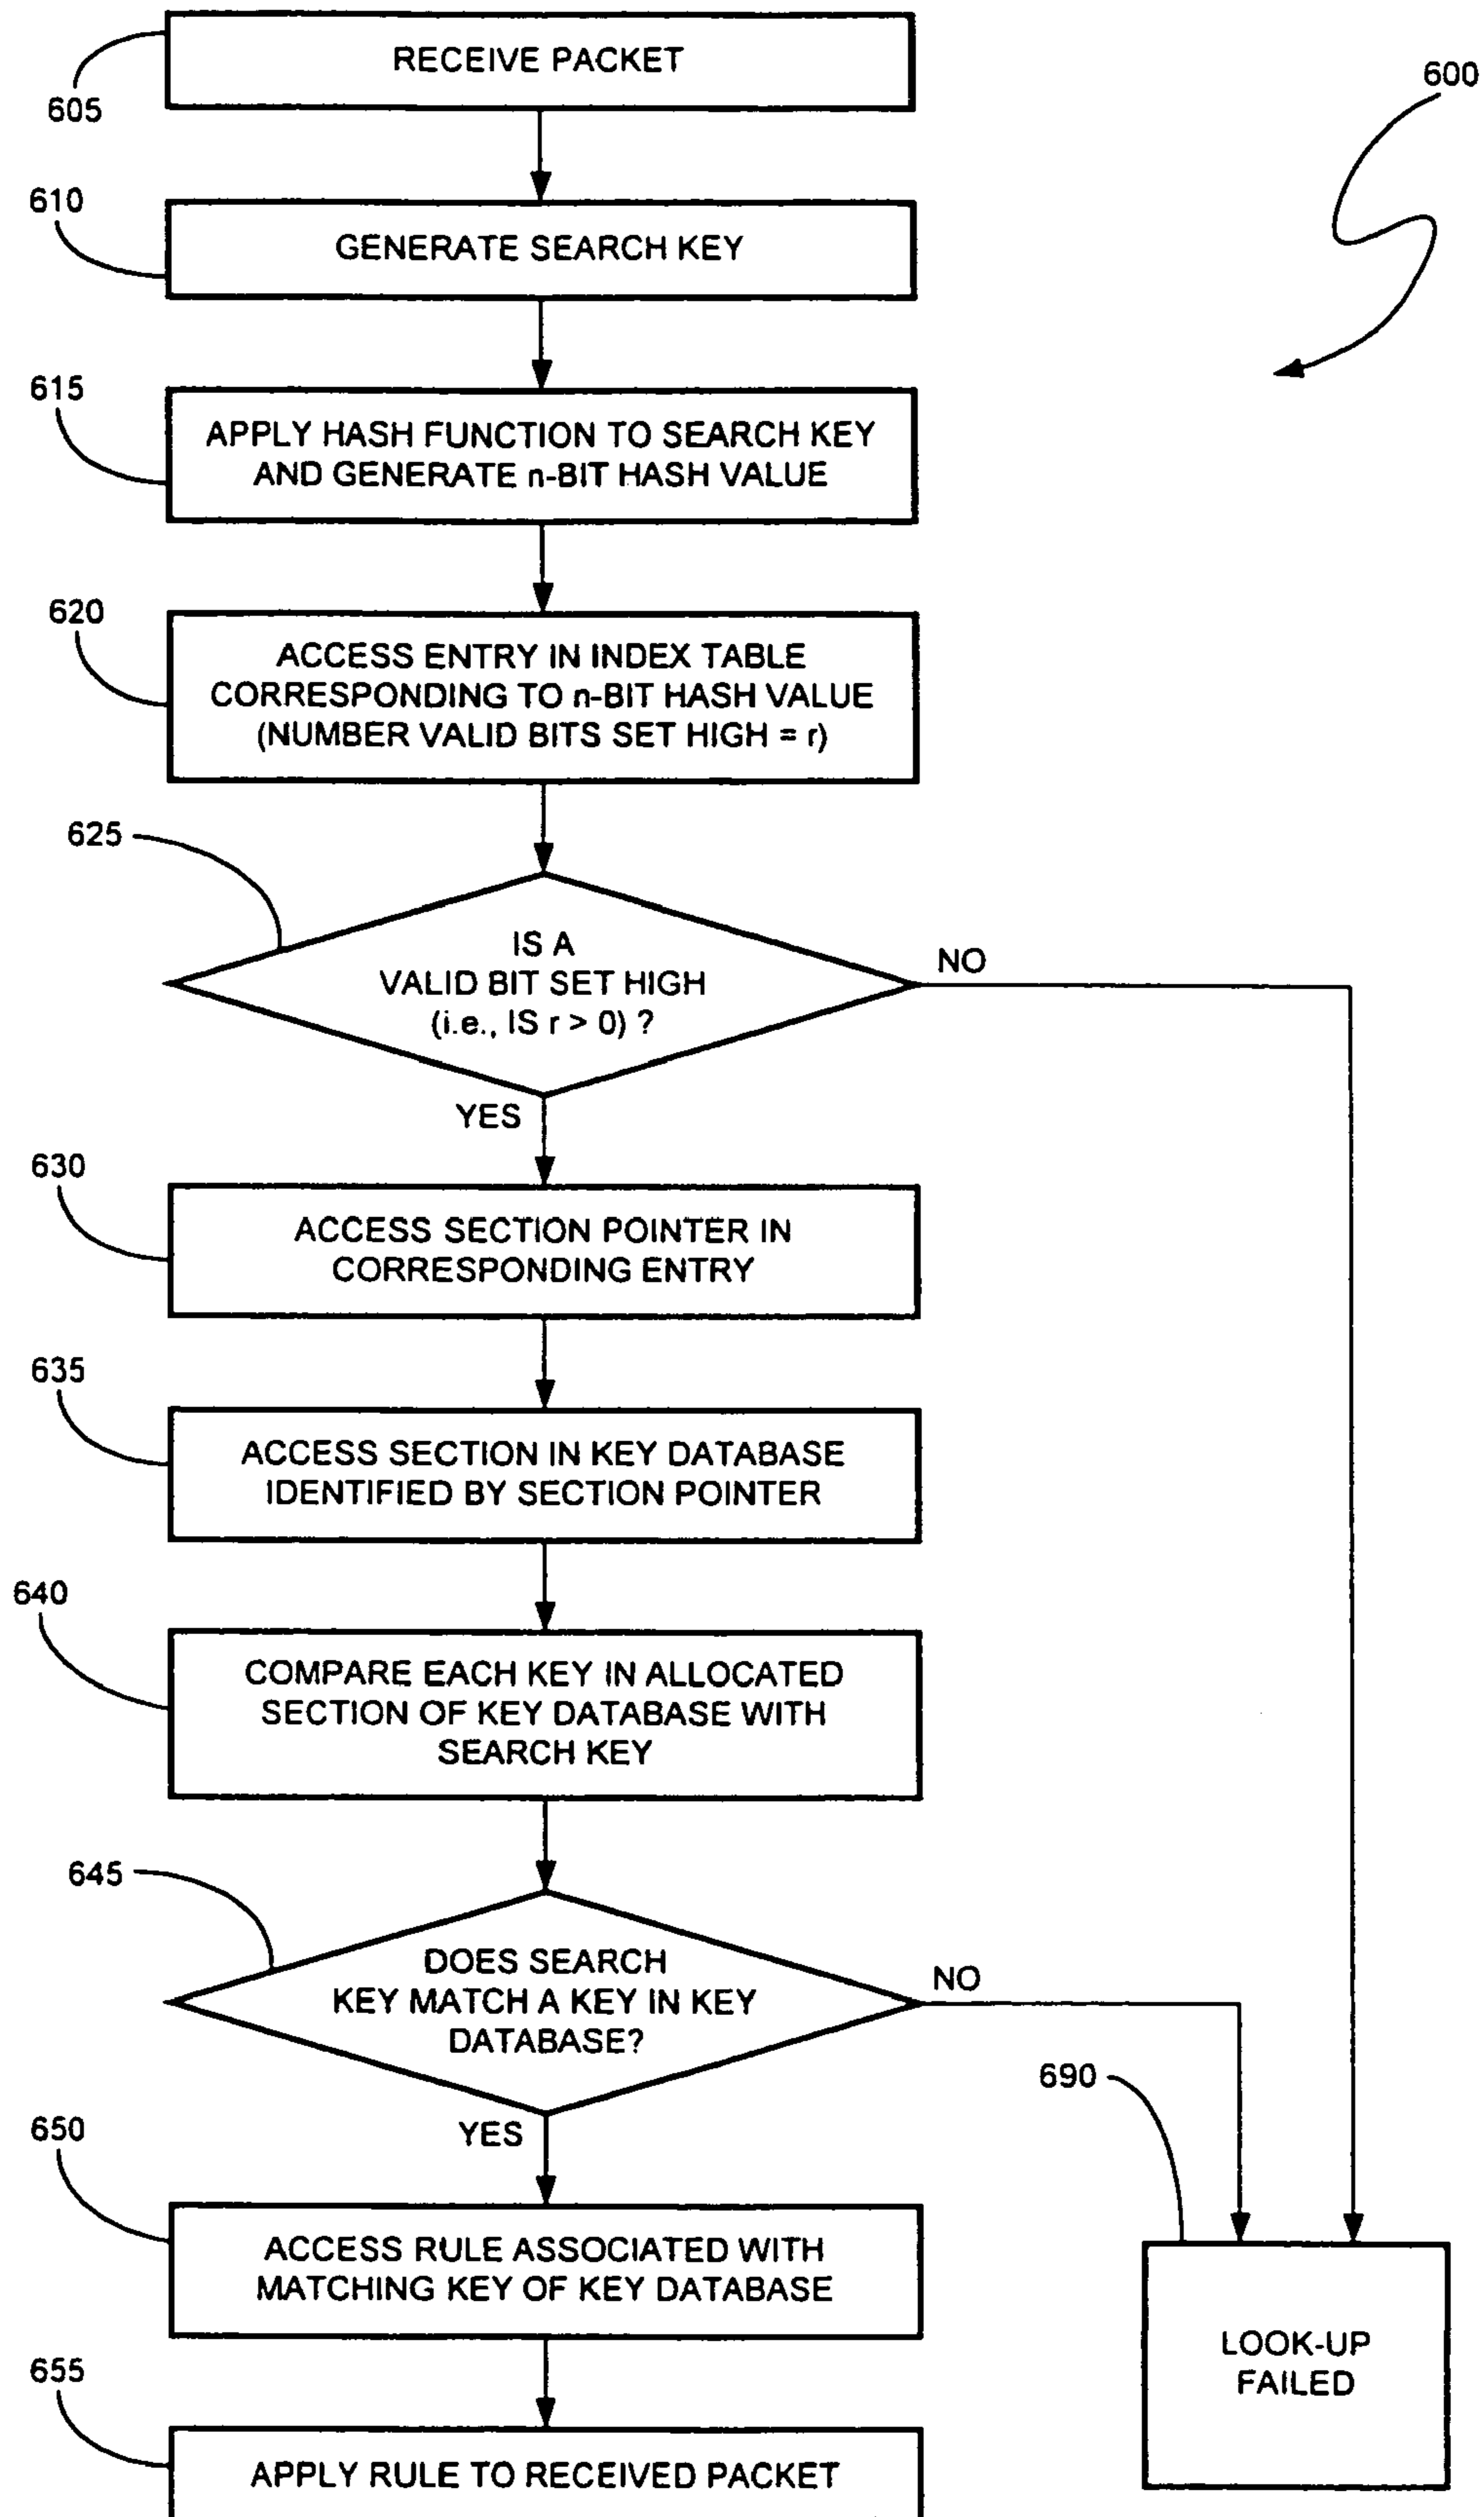 600
605
RECEIVE PACKET
610
GENERATE SEARCH KEY
615
APPLY HASH FUNCTION TO SEARCH KEY
AND GENERATE n-BIT HASH VALUE
620
ACCESS ENTRY IN INDEX TABLE
CORRESPONDING TO n-BIT HASH VALUE
(NUMBER VALID BITS SET HIGH = r)
625
IS A
VALID BIT SET HIGH
(i.e., IS r > 0) ?
NO
YES
630
ACCESS SECTION POINTER IN
CORRESPONDING ENTRY
635
ACCESS SECTION IN KEY DATABASE
IDENTIFIED BY SECTION POINTER
640
COMPARE EACH KEY IN ALLOCATED
SECTION OF KEY DATABASE WITH
SEARCH KEY
645
DOES SEARCH
KEY MATCH A KEY IN KEY
DATABASE?
NO
YES
650
ACCESS RULE ASSOCIATED WITH
MATCHING KEY OF KEY DATABASE
655
APPLY RULE TO RECEIVED PACKET
690
LOOK-UP
FAILED